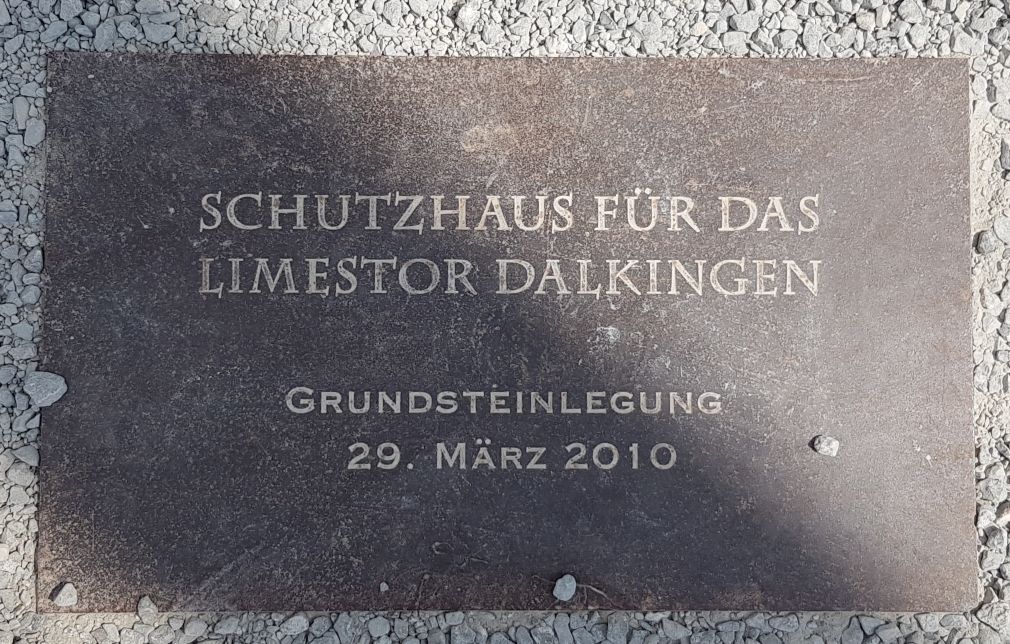 SCHUTZHAUS FÜR DAS
LIMESTOR DALKINGEN
GRUNDSTEINLEGUNG
29. MÄRZ 2010